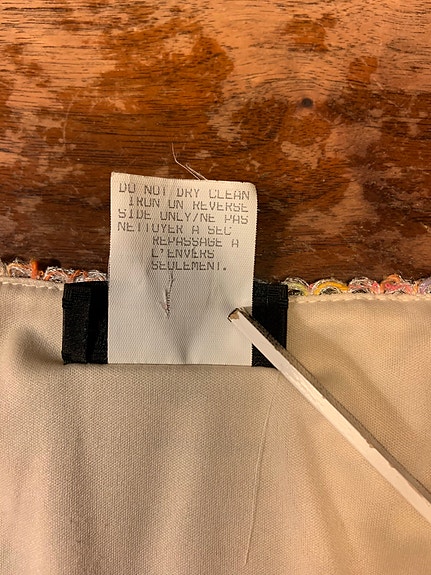 DO NOT DRY CLEAN
IRON ON REVERSE
SIDE ONLY/NE PAS
NETTOYER A SEC
REPASSAGE A
L'ENVERS
SEULEMENT.